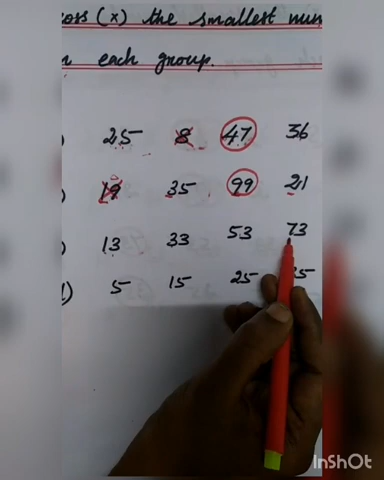 oss (x) the smallest num
n each group.
) 25 8 47 36
) 19 35 99 21
) 13 33 53 73
d) 5 15 25 35
InShOt